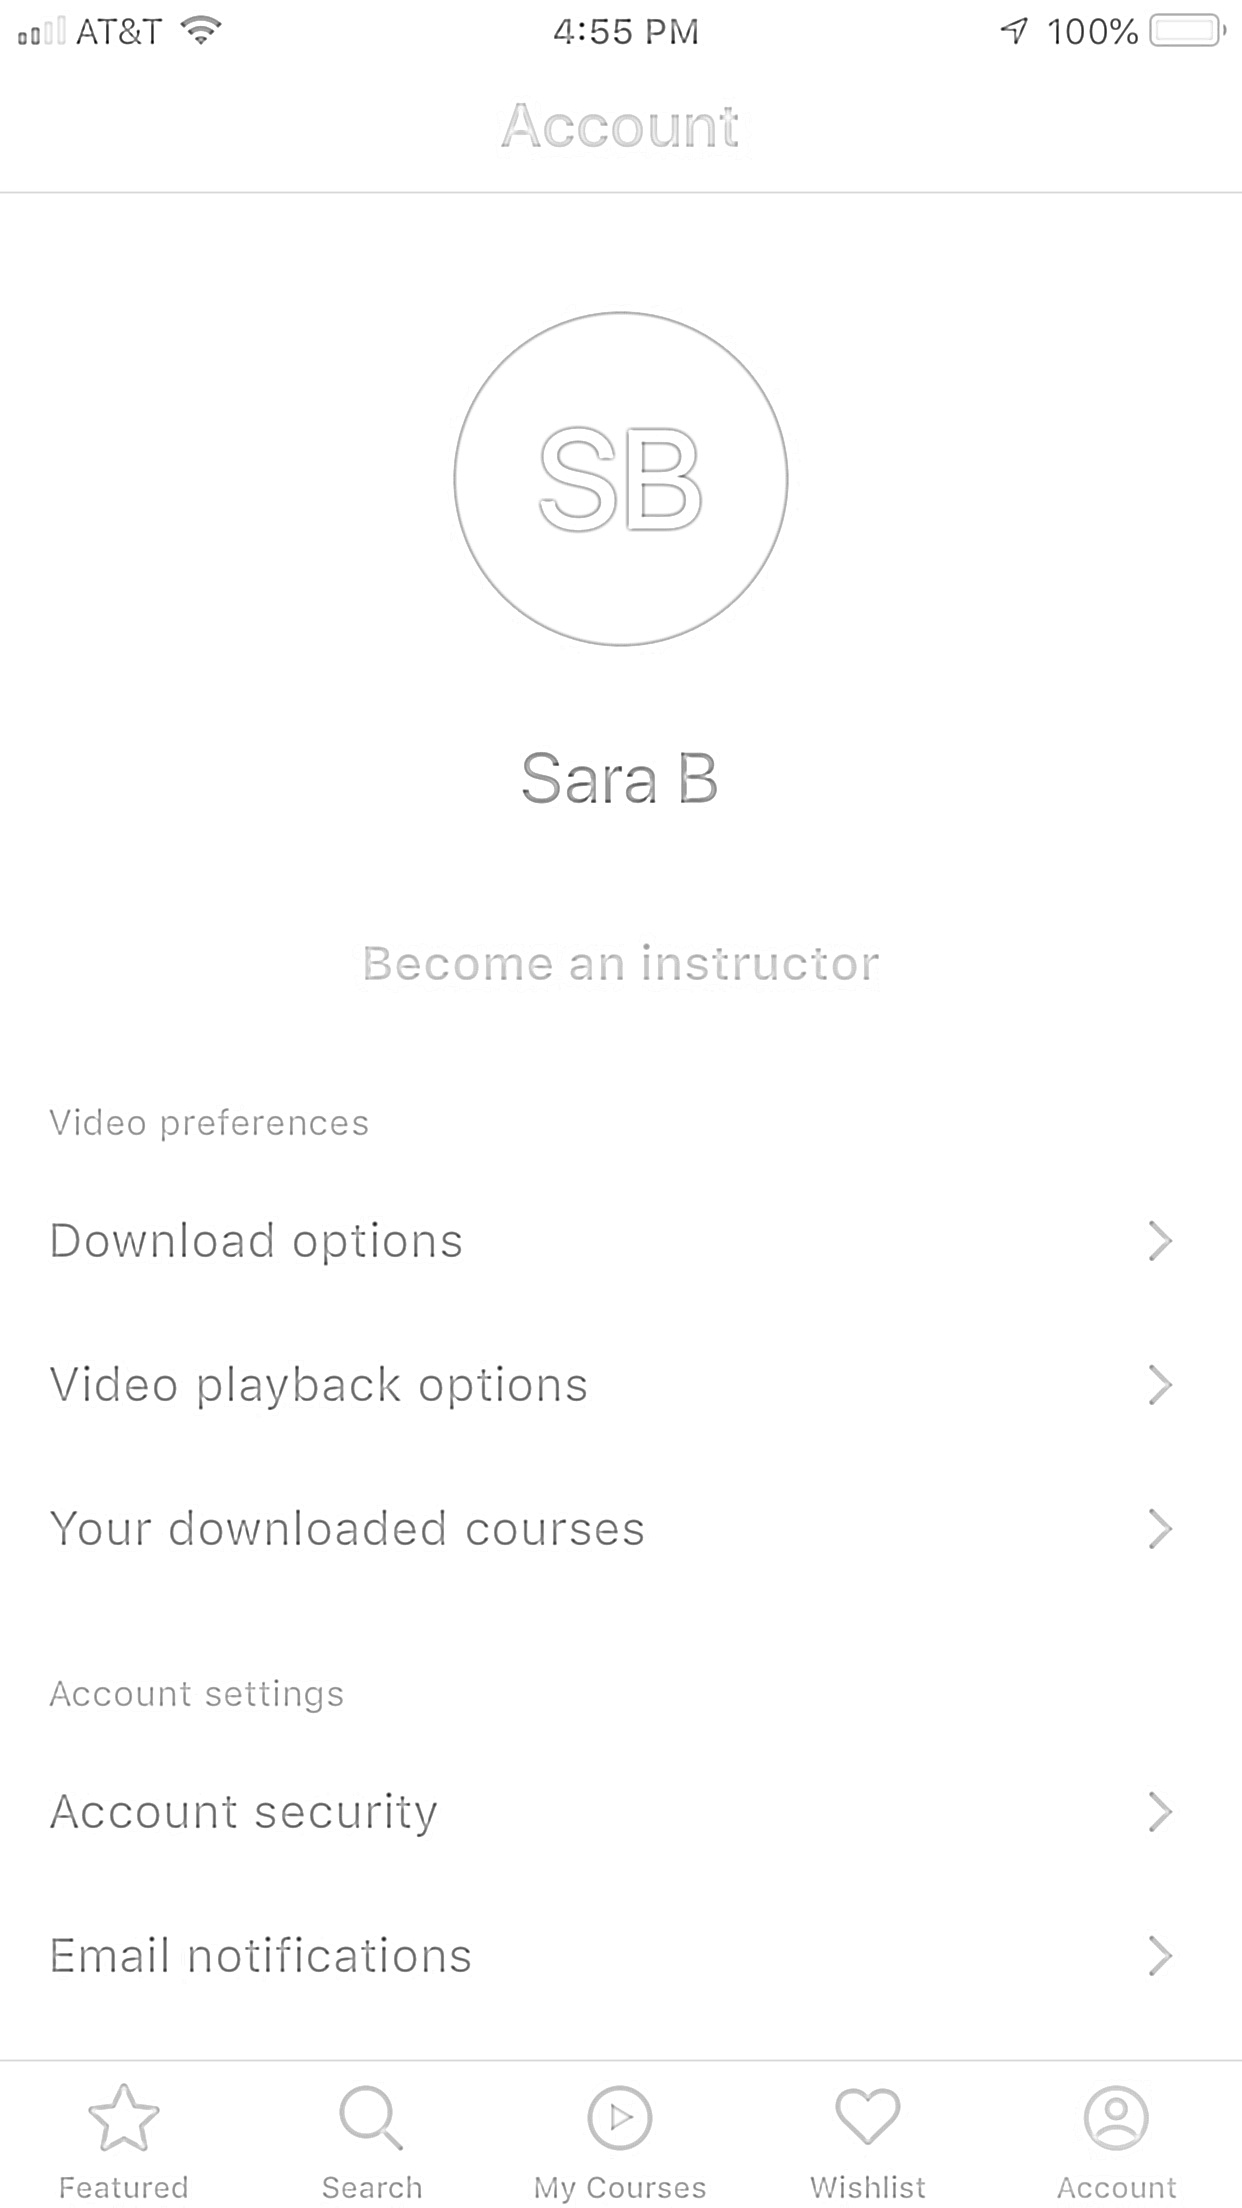 AT&T 4:55 PM 100%
Account
SB
Sara B
Become an instructor
Video preferences
Download options
Video playback options
Your downloaded courses
Account settings
Account security
Email notifications
Featured Search My Courses Wishlist Account